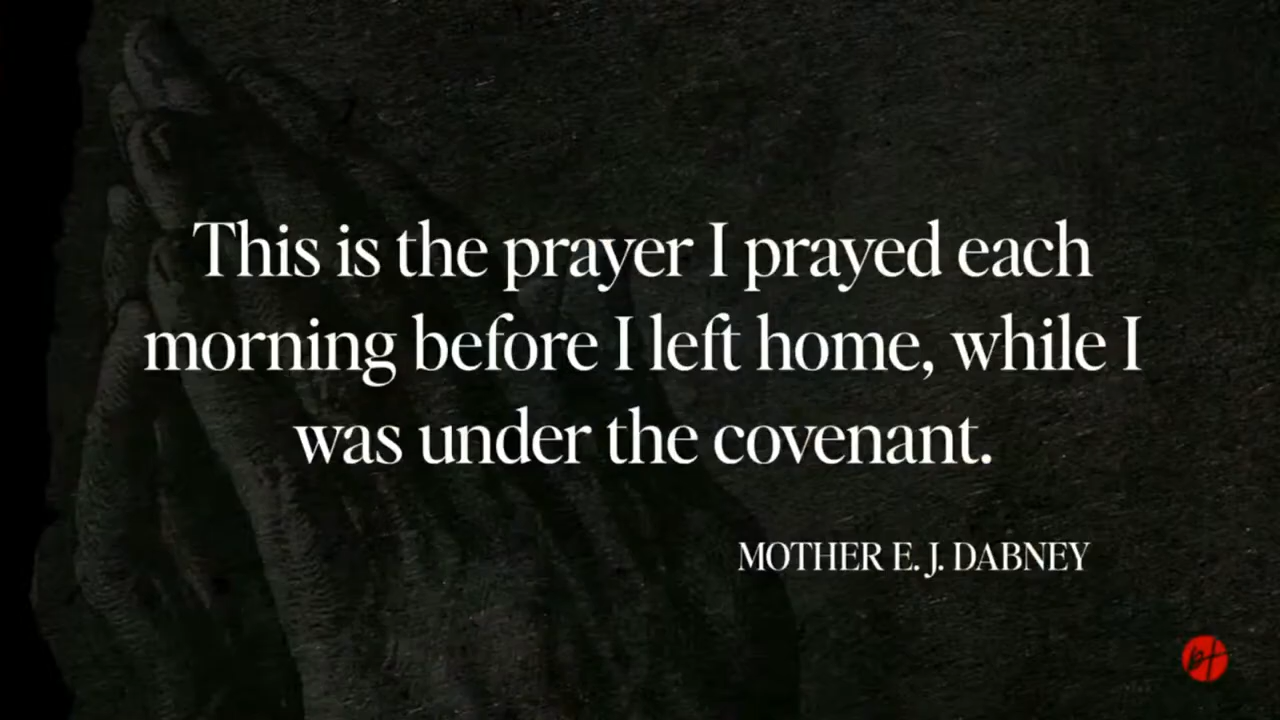 This is the prayer I prayed each
morning before I left home, while I
was under the covenant.
MOTHER E. J. DABNEY